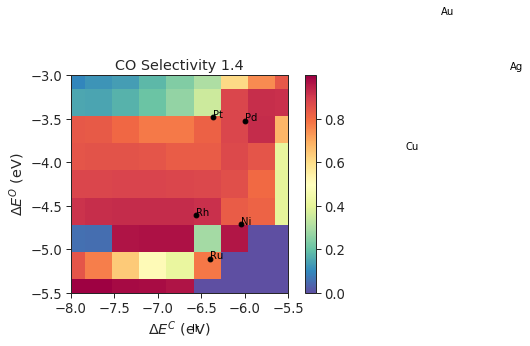 Au
CO Selectivity 1.4
Ag
−3.0
−3.5
−4.0
−4.5
−5.0
−5.5
ΔE^O (eV)
Pt
Pd
Cu
Rh
Ni
Ru
0.8
0.6
0.4
0.2
0.0
−8.0 −7.5 −7.0 −6.5 −6.0 −5.5
ΔE^C (eV)
Ir